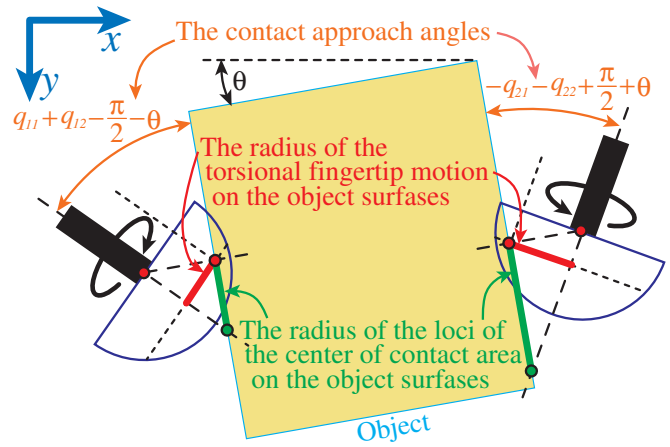 x
The contact approach angles
y
θ
q₁₁+q₁₂−π/2−θ
−q₂₁−q₂₂+π/2+θ
The radius of the
torsional fingertip motion
on the object surfases
The radius of the loci of
the center of contact area
on the object surfases
Object